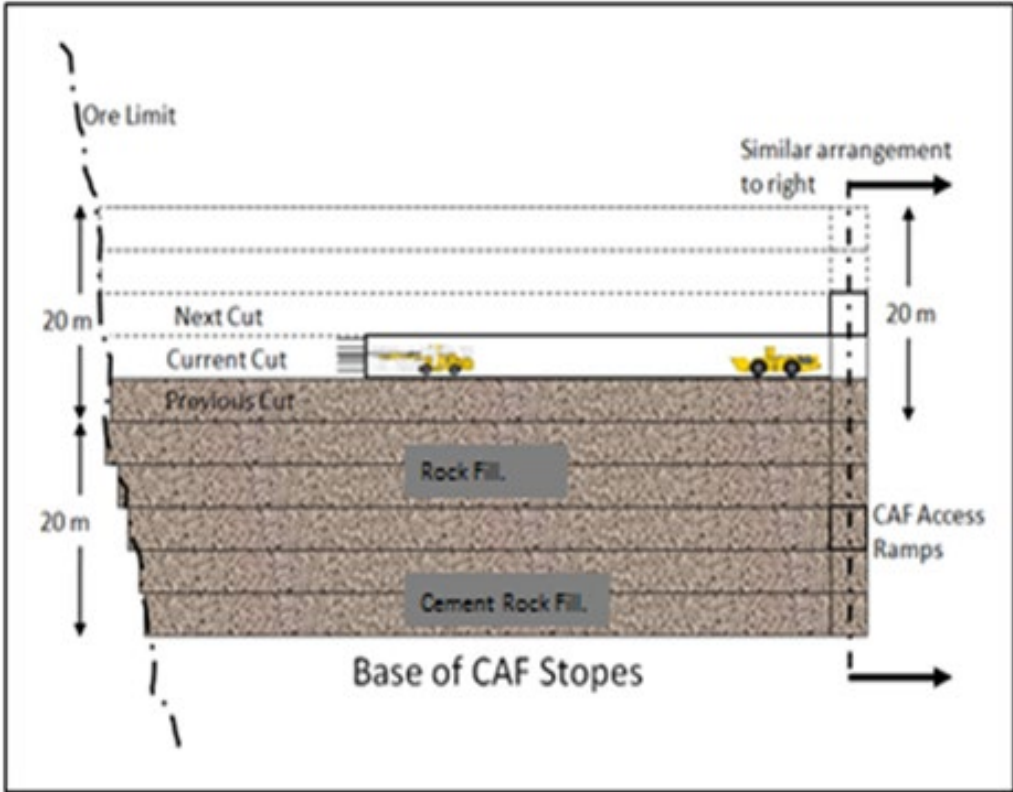 Ore Limit
Similar arrangement
to right
20 m
Next Cut
20 m
Current Cut
Previous Cut
Rock Fill.
20 m
CAF Access
Ramps
Cement Rock Fill.
Base of CAF Stopes